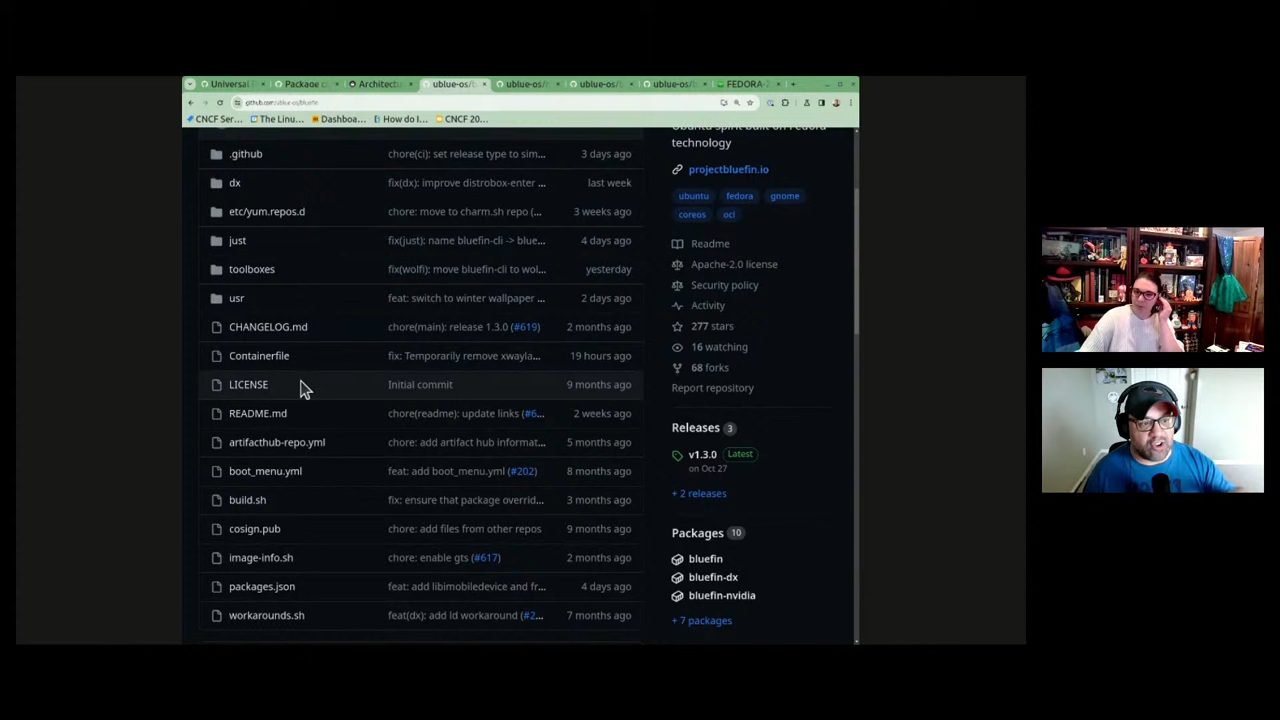 Universal
Package c
Architectu
ublue-os/b
ublue-os/b
ublue-os/b
ublue-os/b
FEDORA-2
github.com/ublue-os/bluefin
CNCF Ser...
The Linu...
Dashboa...
How do I...
CNCF 20...
Ubuntu spirit built on Fedora
technology
.github
chore(ci): set release type to sim...
3 days ago
dx
fix(dx): improve distrobox-enter ...
last week
etc/yum.repos.d
chore: move to charm.sh repo (...
3 weeks ago
just
fix(just): name bluefin-cli -> blue...
4 days ago
toolboxes
fix(wolfi): move bluefin-cli to wol...
yesterday
usr
feat: switch to winter wallpaper ...
2 days ago
CHANGELOG.md
chore(main): release 1.3.0 (#619)
2 months ago
Containerfile
fix: Temporarily remove xwayla...
19 hours ago
LICENSE
Initial commit
9 months ago
README.md
chore(readme): update links (#6...
2 weeks ago
artifacthub-repo.yml
chore: add artifact hub informat...
5 months ago
boot_menu.yml
feat: add boot_menu.yml (#202)
8 months ago
build.sh
fix: ensure that package overrid...
3 months ago
cosign.pub
chore: add files from other repos
9 months ago
image-info.sh
chore: enable gts (#617)
2 months ago
packages.json
feat: add libimobiledevice and fr...
4 days ago
workarounds.sh
feat(dx): add ld workaround (#2...
7 months ago
projectbluefin.io
ubuntu
fedora
gnome
coreos
oci
Readme
Apache-2.0 license
Security policy
Activity
277 stars
16 watching
68 forks
Report repository
Releases 3
v1.3.0 Latest
on Oct 27
+ 2 releases
Packages 10
bluefin
bluefin-dx
bluefin-nvidia
+ 7 packages